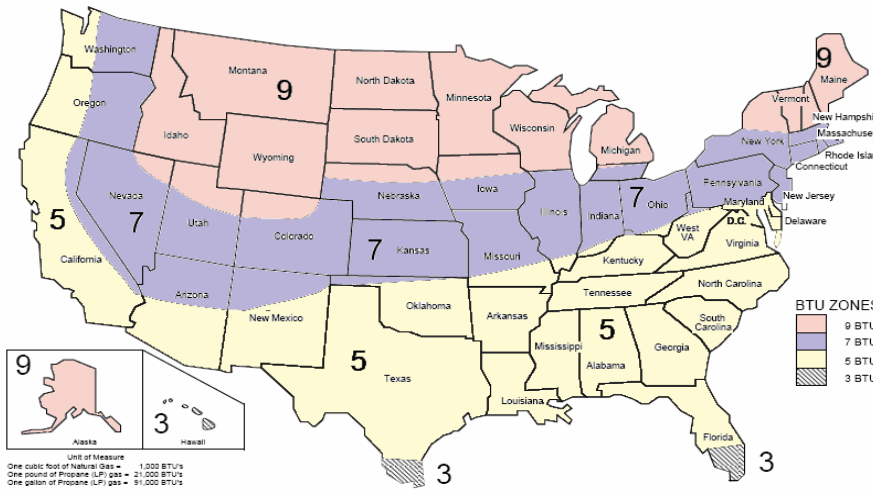 Washington
Montana
9
North Dakota
Minnesota
9
Maine
Vermont
New Hampshi
Oregon
Idaho
Wyoming
South Dakota
Wisconsin
Michigan
New York
Massachuse
Rhode Islan
Connecticut
Nevada
7
Utah
Colorado
Nebraska
Iowa
Illinois
Indiana
7
Ohio
Pennsylvania
New Jersey
Maryland
D.C.
Delaware
5
California
7
Kansas
Missouri
West
VA
Virginia
Kentucky
Arizona
New Mexico
Oklahoma
Arkansas
Tennessee
North Carolina
South
Carolina
5
Texas
Louisiana
Mississippi
5
Alabama
Georgia
Florida
BTU ZONES
9 BTU
7 BTU
5 BTU
3 BTU
9
Alaska
3
Hawaii
3
3
Unit of Measure
One cubic foot of Natural Gas = 1,000 BTU's
One pound of Propane (LP) gas = 21,000 BTU's
One gallon of Propane (LP) gas = 91,000 BTU's